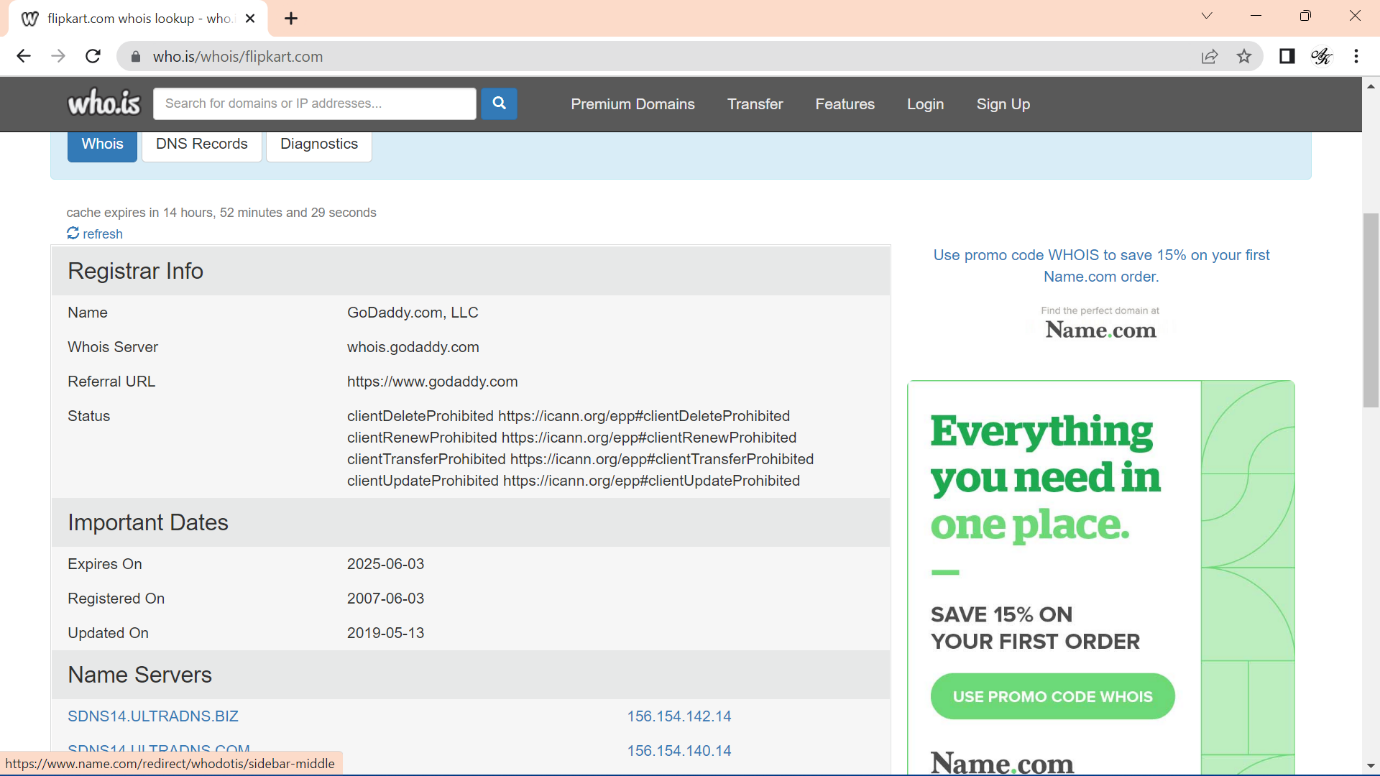 flipkart.com whois lookup - who.
who.is/whois/flipkart.com
who.is
Search for domains or IP addresses...
Premium Domains
Transfer
Features
Login
Sign Up
Whois
DNS Records
Diagnostics
cache expires in 14 hours, 52 minutes and 29 seconds
refresh
Registrar Info
Name GoDaddy.com, LLC
Whois Server whois.godaddy.com
Referral URL https://www.godaddy.com
Status clientDeleteProhibited https://icann.org/epp#clientDeleteProhibited
clientRenewProhibited https://icann.org/epp#clientRenewProhibited
clientTransferProhibited https://icann.org/epp#clientTransferProhibited
clientUpdateProhibited https://icann.org/epp#clientUpdateProhibited
Important Dates
Expires On 2025-06-03
Registered On 2007-06-03
Updated On 2019-05-13
Name Servers
SDNS14.ULTRADNS.BIZ 156.154.142.14
SDNS14.ULTRADNS.COM 156.154.140.14
https://www.name.com/redirect/whodotis/sidebar-middle
Use promo code WHOIS to save 15% on your first
Name.com order.
Find the perfect domain at
Name.com
Everything
you need in
one place.
SAVE 15% ON
YOUR FIRST ORDER
USE PROMO CODE WHOIS
Name.com